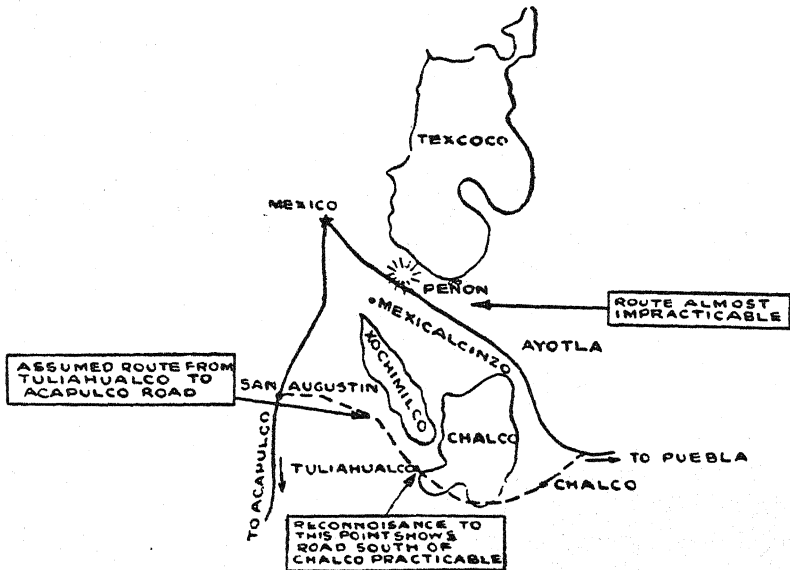 TEXCOCO
MEXICO
PEÑON
ROUTE ALMOST
IMPRACTICABLE
MEXICALCINZO
AYOTLA
XOCHIMILCO
ASSUMED ROUTE FROM
TULIAHUALCO TO
ACAPULCO ROAD
SAN AUGUSTIN
CHALCO
TO PUEBLA
TULIAHUALCO
CHALCO
TO ACAPULCO
RECONNOISANCE TO
THIS POINT SHOWS
ROAD SOUTH OF
CHALCO PRACTICABLE